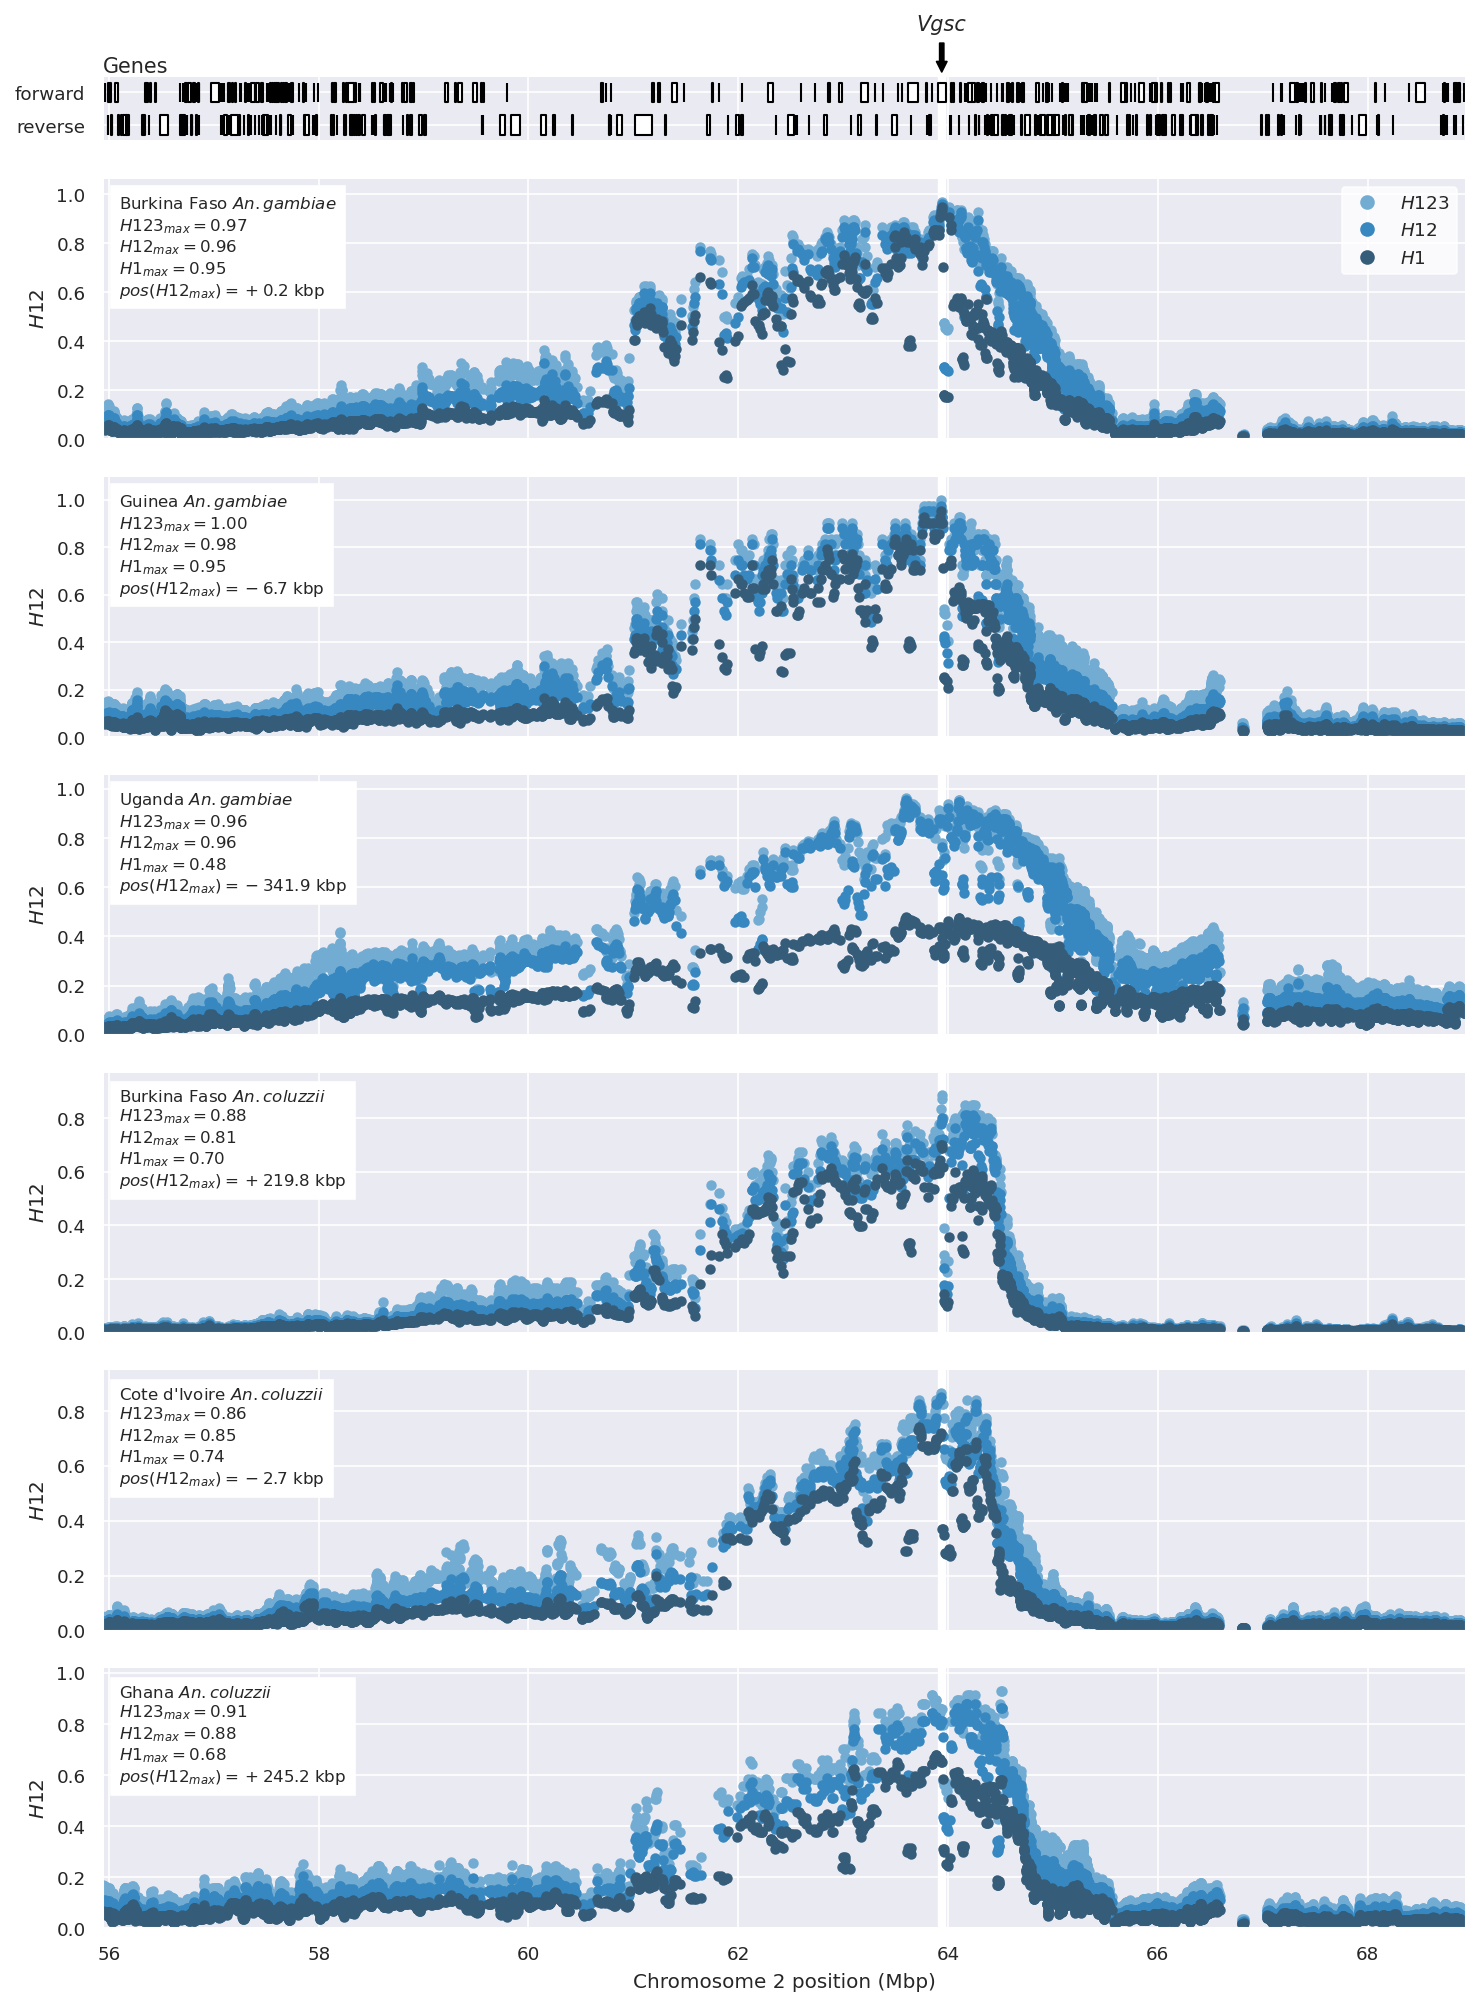 Vgsc
Genes
forward
reverse
1.0
0.8
0.6
0.4
0.2
0.0
H12
Burkina Faso An. gambiae
H123max = 0.97
H12max = 0.96
H1max = 0.95
pos(H12max) = + 0.2 kbp
H123
H12
H1
1.0
0.8
0.6
0.4
0.2
0.0
H12
Guinea An. gambiae
H123max = 1.00
H12max = 0.98
H1max = 0.95
pos(H12max) = − 6.7 kbp
1.0
0.8
0.6
0.4
0.2
0.0
H12
Uganda An. gambiae
H123max = 0.96
H12max = 0.96
H1max = 0.48
pos(H12max) = − 341.9 kbp
0.8
0.6
0.4
0.2
0.0
H12
Burkina Faso An. coluzzii
H123max = 0.88
H12max = 0.81
H1max = 0.70
pos(H12max) = + 219.8 kbp
0.8
0.6
0.4
0.2
0.0
H12
Cote d'Ivoire An. coluzzii
H123max = 0.86
H12max = 0.85
H1max = 0.74
pos(H12max) = − 2.7 kbp
1.0
0.8
0.6
0.4
0.2
0.0
H12
Ghana An. coluzzii
H123max = 0.91
H12max = 0.88
H1max = 0.68
pos(H12max) = + 245.2 kbp
56 58 60 62 64 66 68
Chromosome 2 position (Mbp)